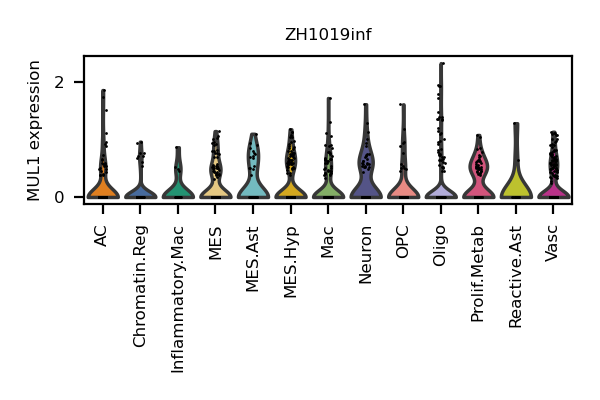 ZH1019inf
MUL1 expression
2
0
AC
Chromatin.Reg
Inflammatory.Mac
MES
MES.Ast
MES.Hyp
Mac
Neuron
OPC
Oligo
Prolif.Metab
Reactive.Ast
Vasc